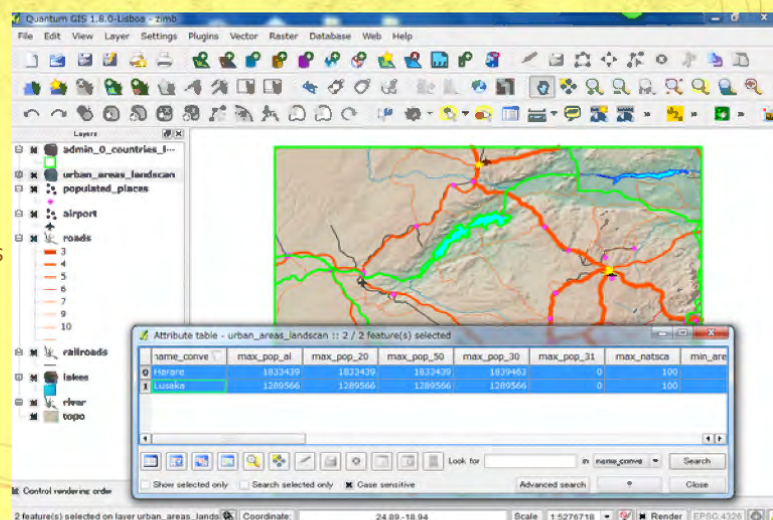 Quantum GIS 1.8.0-Lisboa - zimb
File Edit View Layer Settings Plugins Vector Raster Database Web Help
Layers
admin_0_countries_l...
urban_areas_landscan
populated_places
airport
roads
3
4
5
6
7
9
10
railroads
lakes
river
topo
Attribute table - urban_areas_landscan :: 2 / 2 feature(s) selected
name_conve max_pop_al max_pop_20 max_pop_50 max_pop_30 max_pop_31 max_natsca min_are
0 Harare 1833439 1833439 1833439 1839463 0 100
1 Lusaka 1289566 1289566 1289566 1289566 0 100
Look for in name_conve Search
Show selected only Search selected only Case sensitive Advanced search ? Close
Control rendering order
2 feature(s) selected on layer urban_areas_lands Coordinate: 24.89,-18.94 Scale 1:5276718 Render EPSG:4326